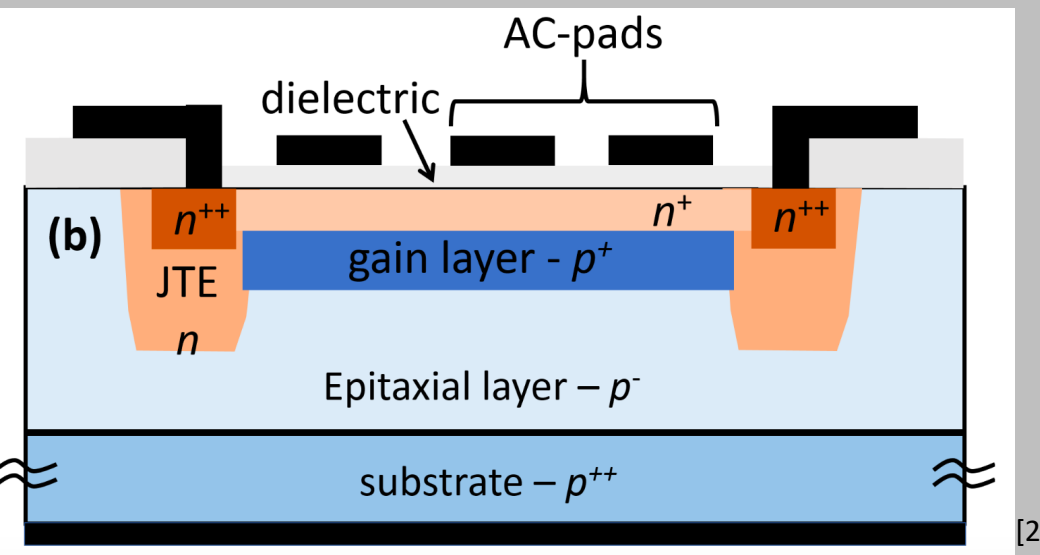 AC-pads
dielectric
n++
n+
n++
(b)
gain layer - p+
JTE
n
Epitaxial layer – p-
substrate – p++
[2